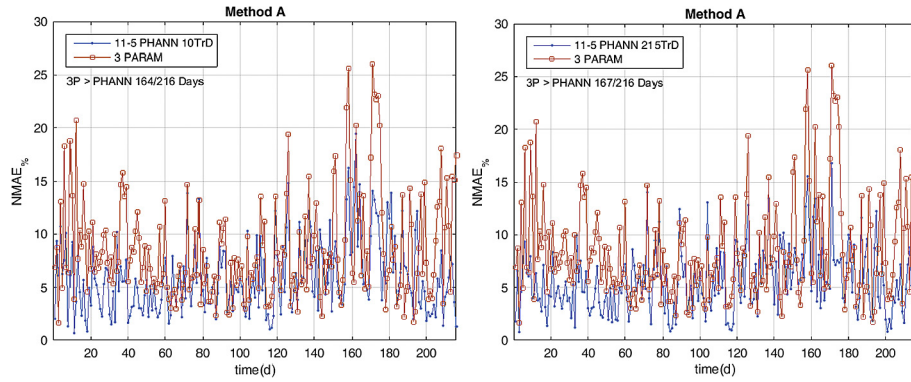 Method A
30
25
20
15
10
5
0
NMAE%
11-5 PHANN 10TrD
3 PARAM
3P > PHANN 164/216 Days
20 40 60 80 100 120 140 160 180 200
time(d)
Method A
30
25
20
15
10
5
0
NMAE%
11-5 PHANN 215TrD
3 PARAM
3P > PHANN 167/216 Days
20 40 60 80 100 120 140 160 180 200
time(d)